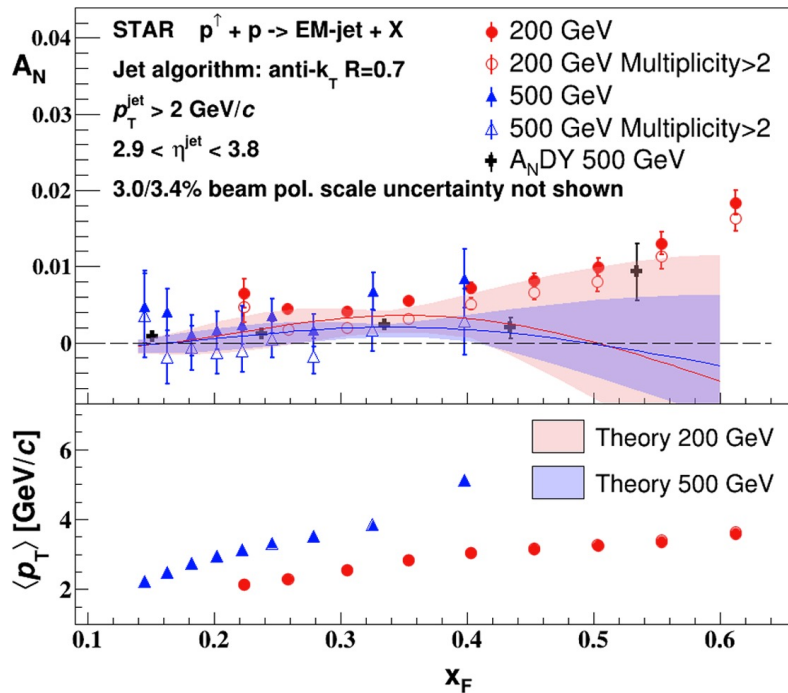 STAR p↑ + p -> EM-jet + X
Jet algorithm: anti-kT R=0.7
pTjet > 2 GeV/c
2.9 < ηjet < 3.8
3.0/3.4% beam pol. scale uncertainty not shown
200 GeV
200 GeV Multiplicity>2
500 GeV
500 GeV Multiplicity>2
ANDY 500 GeV
AN
0.04
0.03
0.02
0.01
0
Theory 200 GeV
Theory 500 GeV
⟨pT⟩ [GeV/c]
6
4
2
0.1 0.2 0.3 0.4 0.5 0.6
xF